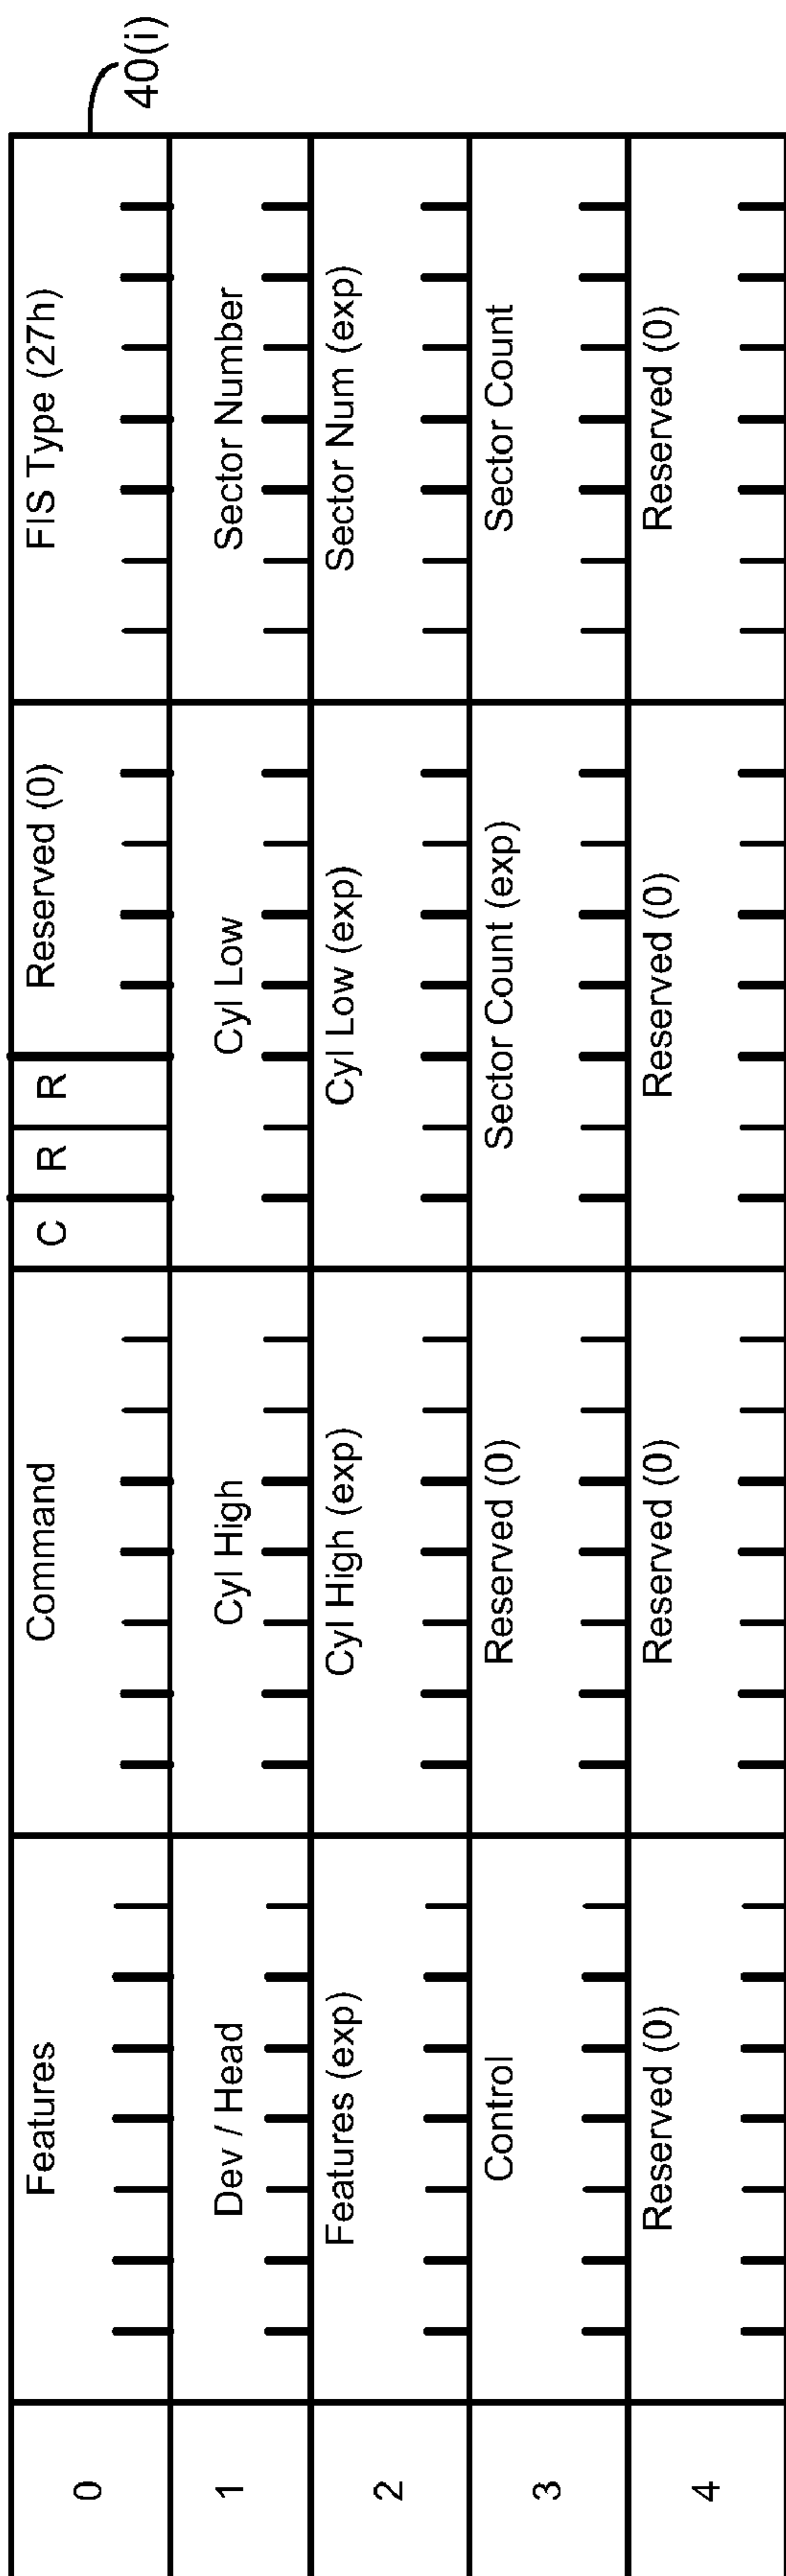 40(i)
0 Features Command C R R Reserved (0) FIS Type (27h)
1 Dev / Head Cyl High Cyl Low Sector Number
2 Features (exp) Cyl High (exp) Cyl Low (exp) Sector Num (exp)
3 Control Reserved (0) Sector Count (exp) Sector Count
4 Reserved (0) Reserved (0) Reserved (0) Reserved (0)